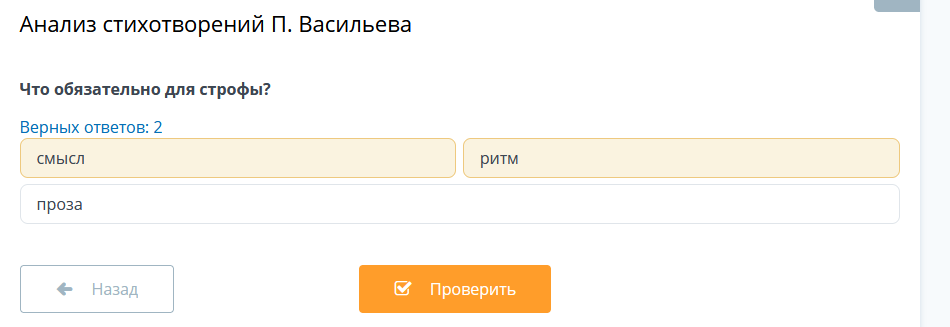 Анализ стихотворений П. Васильева
Что обязательно для строфы?
Верных ответов: 2
смысл
ритм
проза
Назад
Проверить